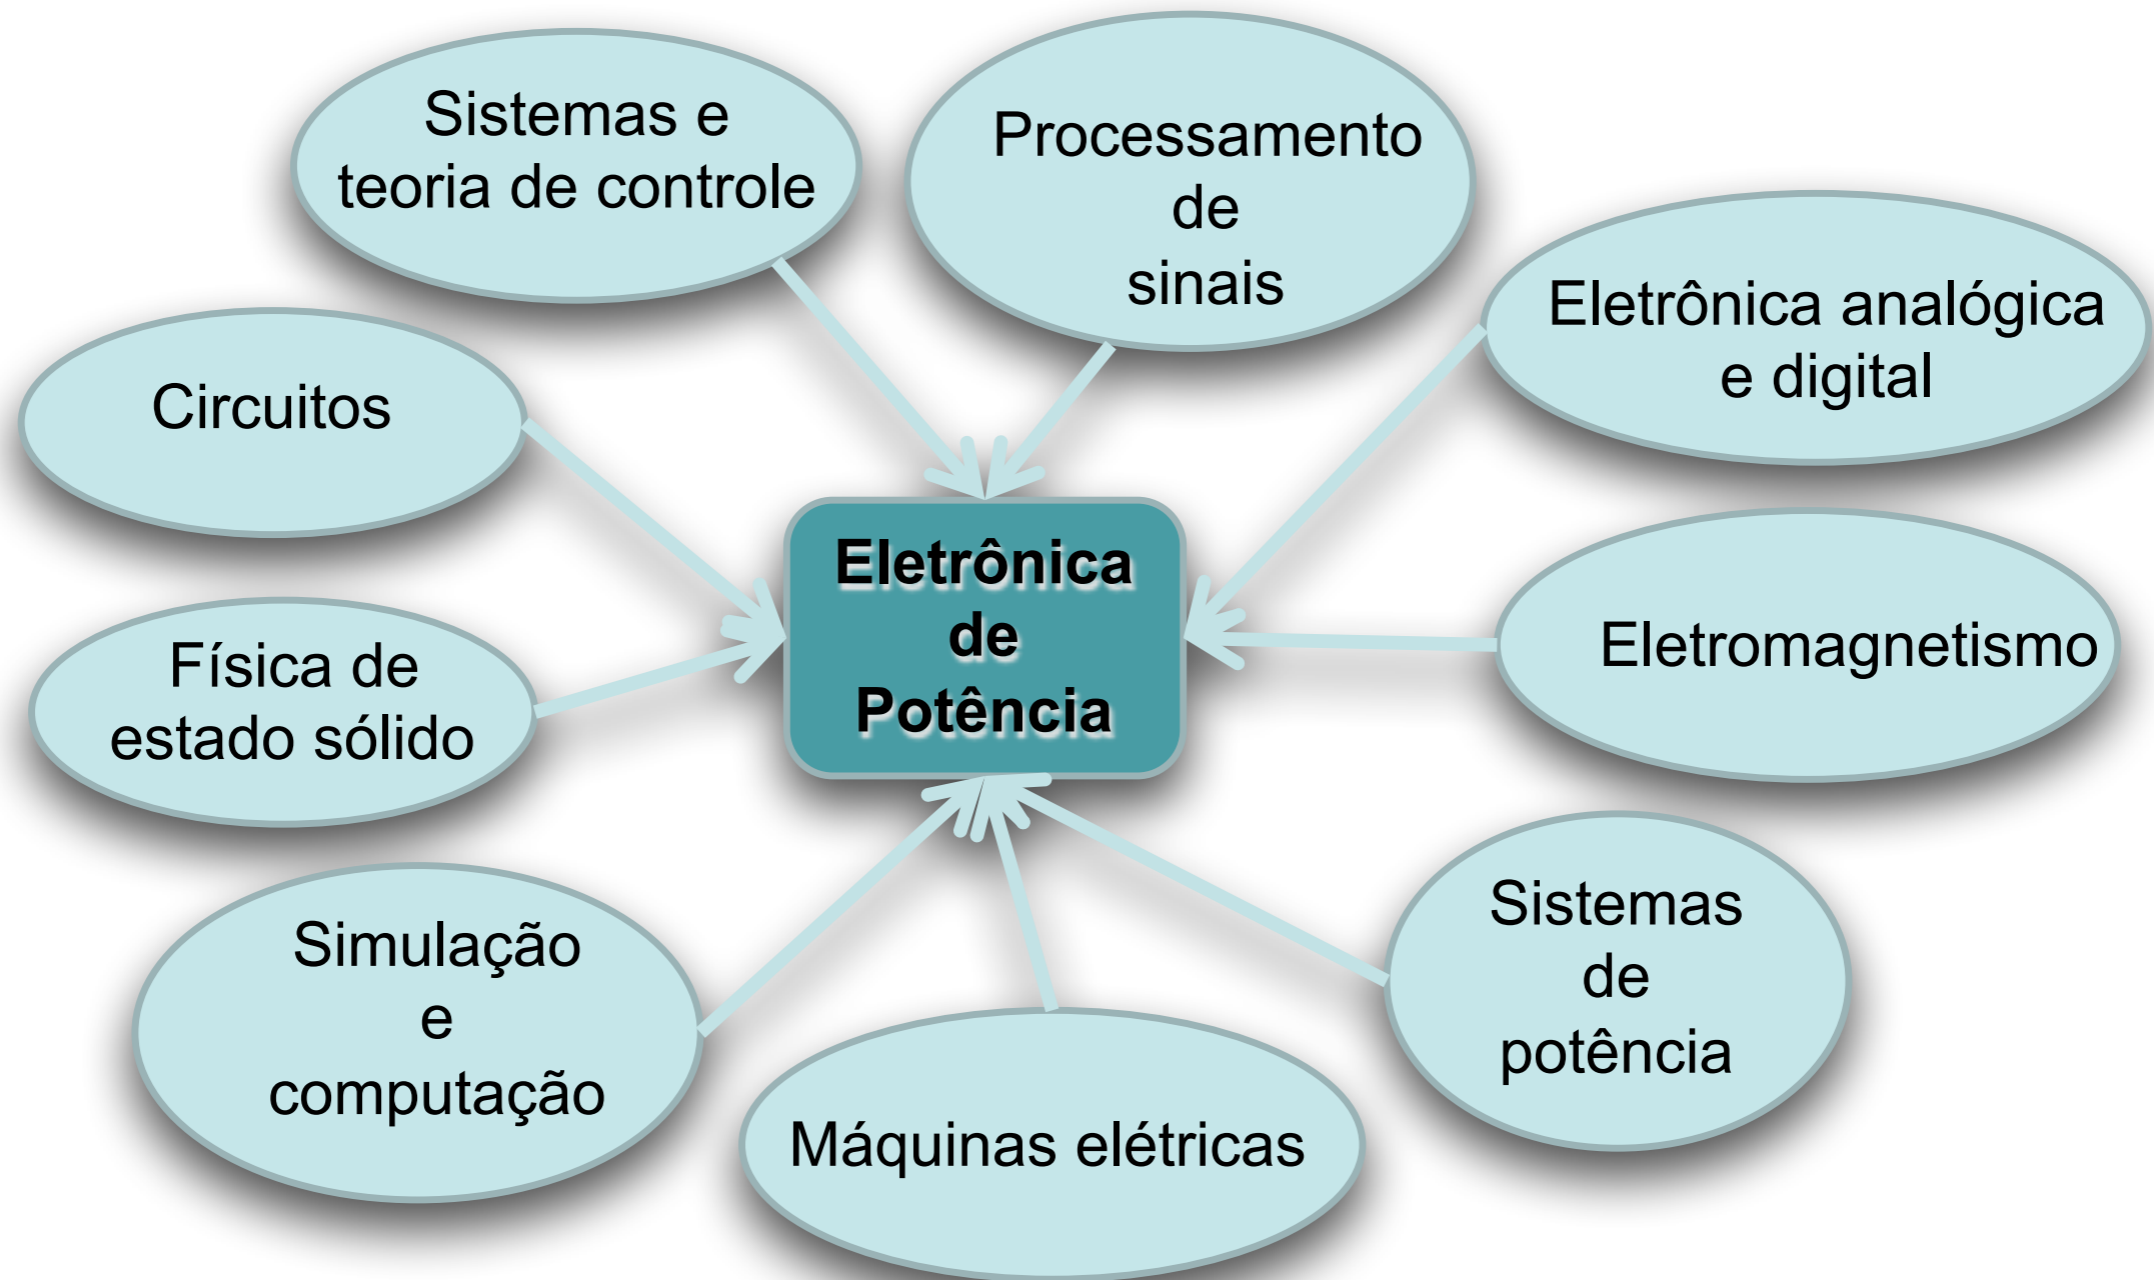 Sistemas e
teoria de controle
Processamento
de
sinais
Eletrônica analógica
e digital
Circuitos
Eletrônica
de
Potência
Eletromagnetismo
Física de
estado sólido
Simulação
e
computação
Máquinas elétricas
Sistemas
de
potência